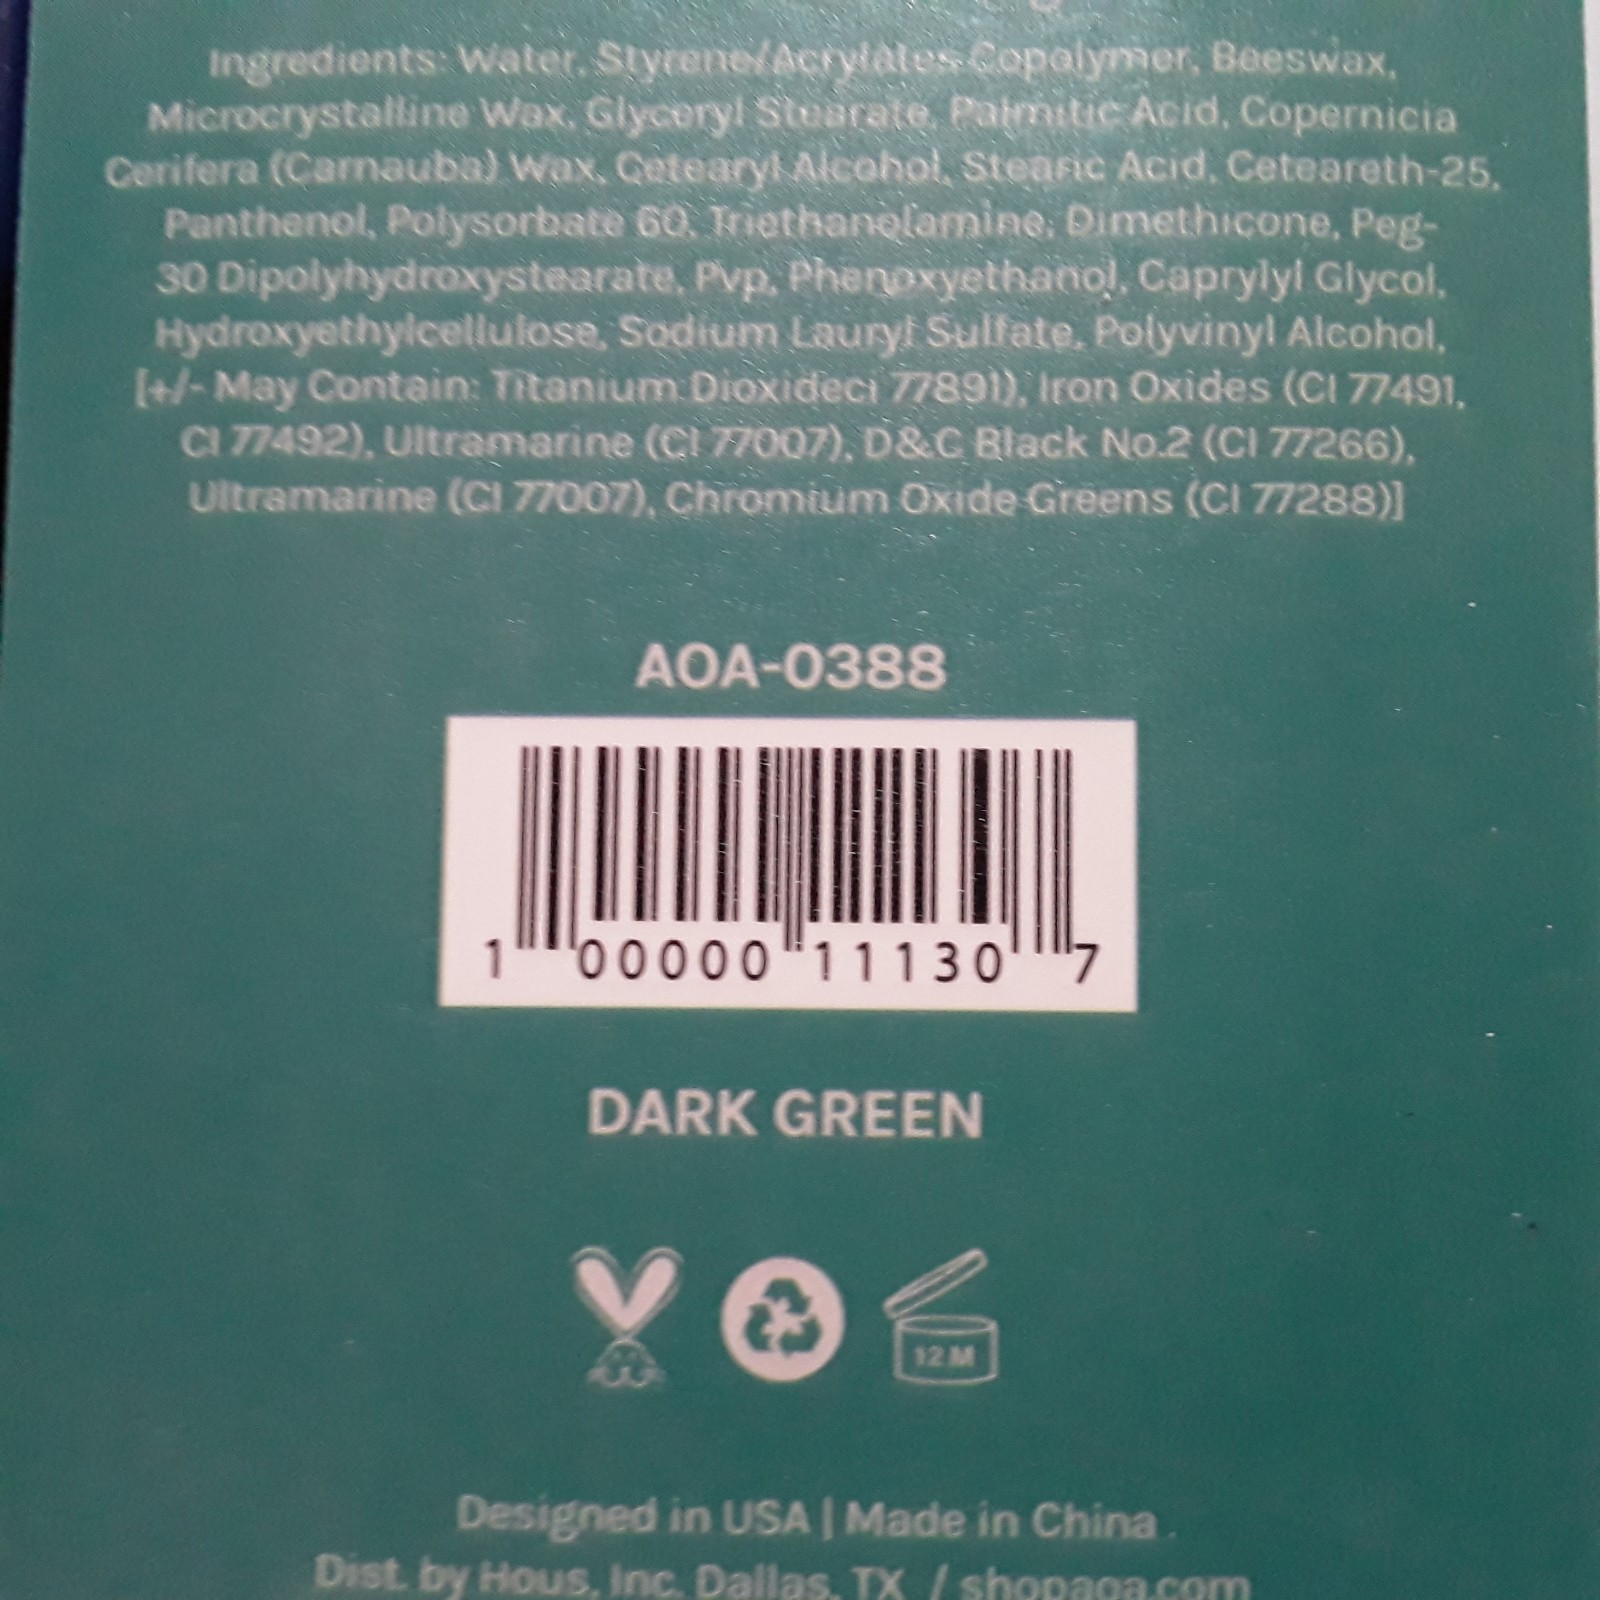 Ingredients: Water, Styrene/Acrylates Copolymer, Beeswax,
Microcrystalline Wax, Glyceryl Stearate, Palmitic Acid, Copernicia
Cerifera (Carnauba) Wax, Cetearyl Alcohol, Stearic Acid, Ceteareth-25,
Panthenol, Polysorbate 60, Triethanolamine, Dimethicone, Peg-
30 Dipolyhydroxystearate, Pvp, Phenoxyethanol, Caprylyl Glycol,
Hydroxyethylcellulose, Sodium Lauryl Sulfate, Polyvinyl Alcohol,
[+/- May Contain: Titanium Dioxideci 77891), Iron Oxides (CI 77491,
CI 77492), Ultramarine (CI 77007), D&C Black No.2 (CI 77266),
Ultramarine (CI 77007), Chromium Oxide Greens (CI 77288)]
AOA-0388
1 00000 11130 7
DARK GREEN
12 M
Designed in USA | Made in China .
Dist. by Hous, Inc. Dallas, TX / shopaoa.com